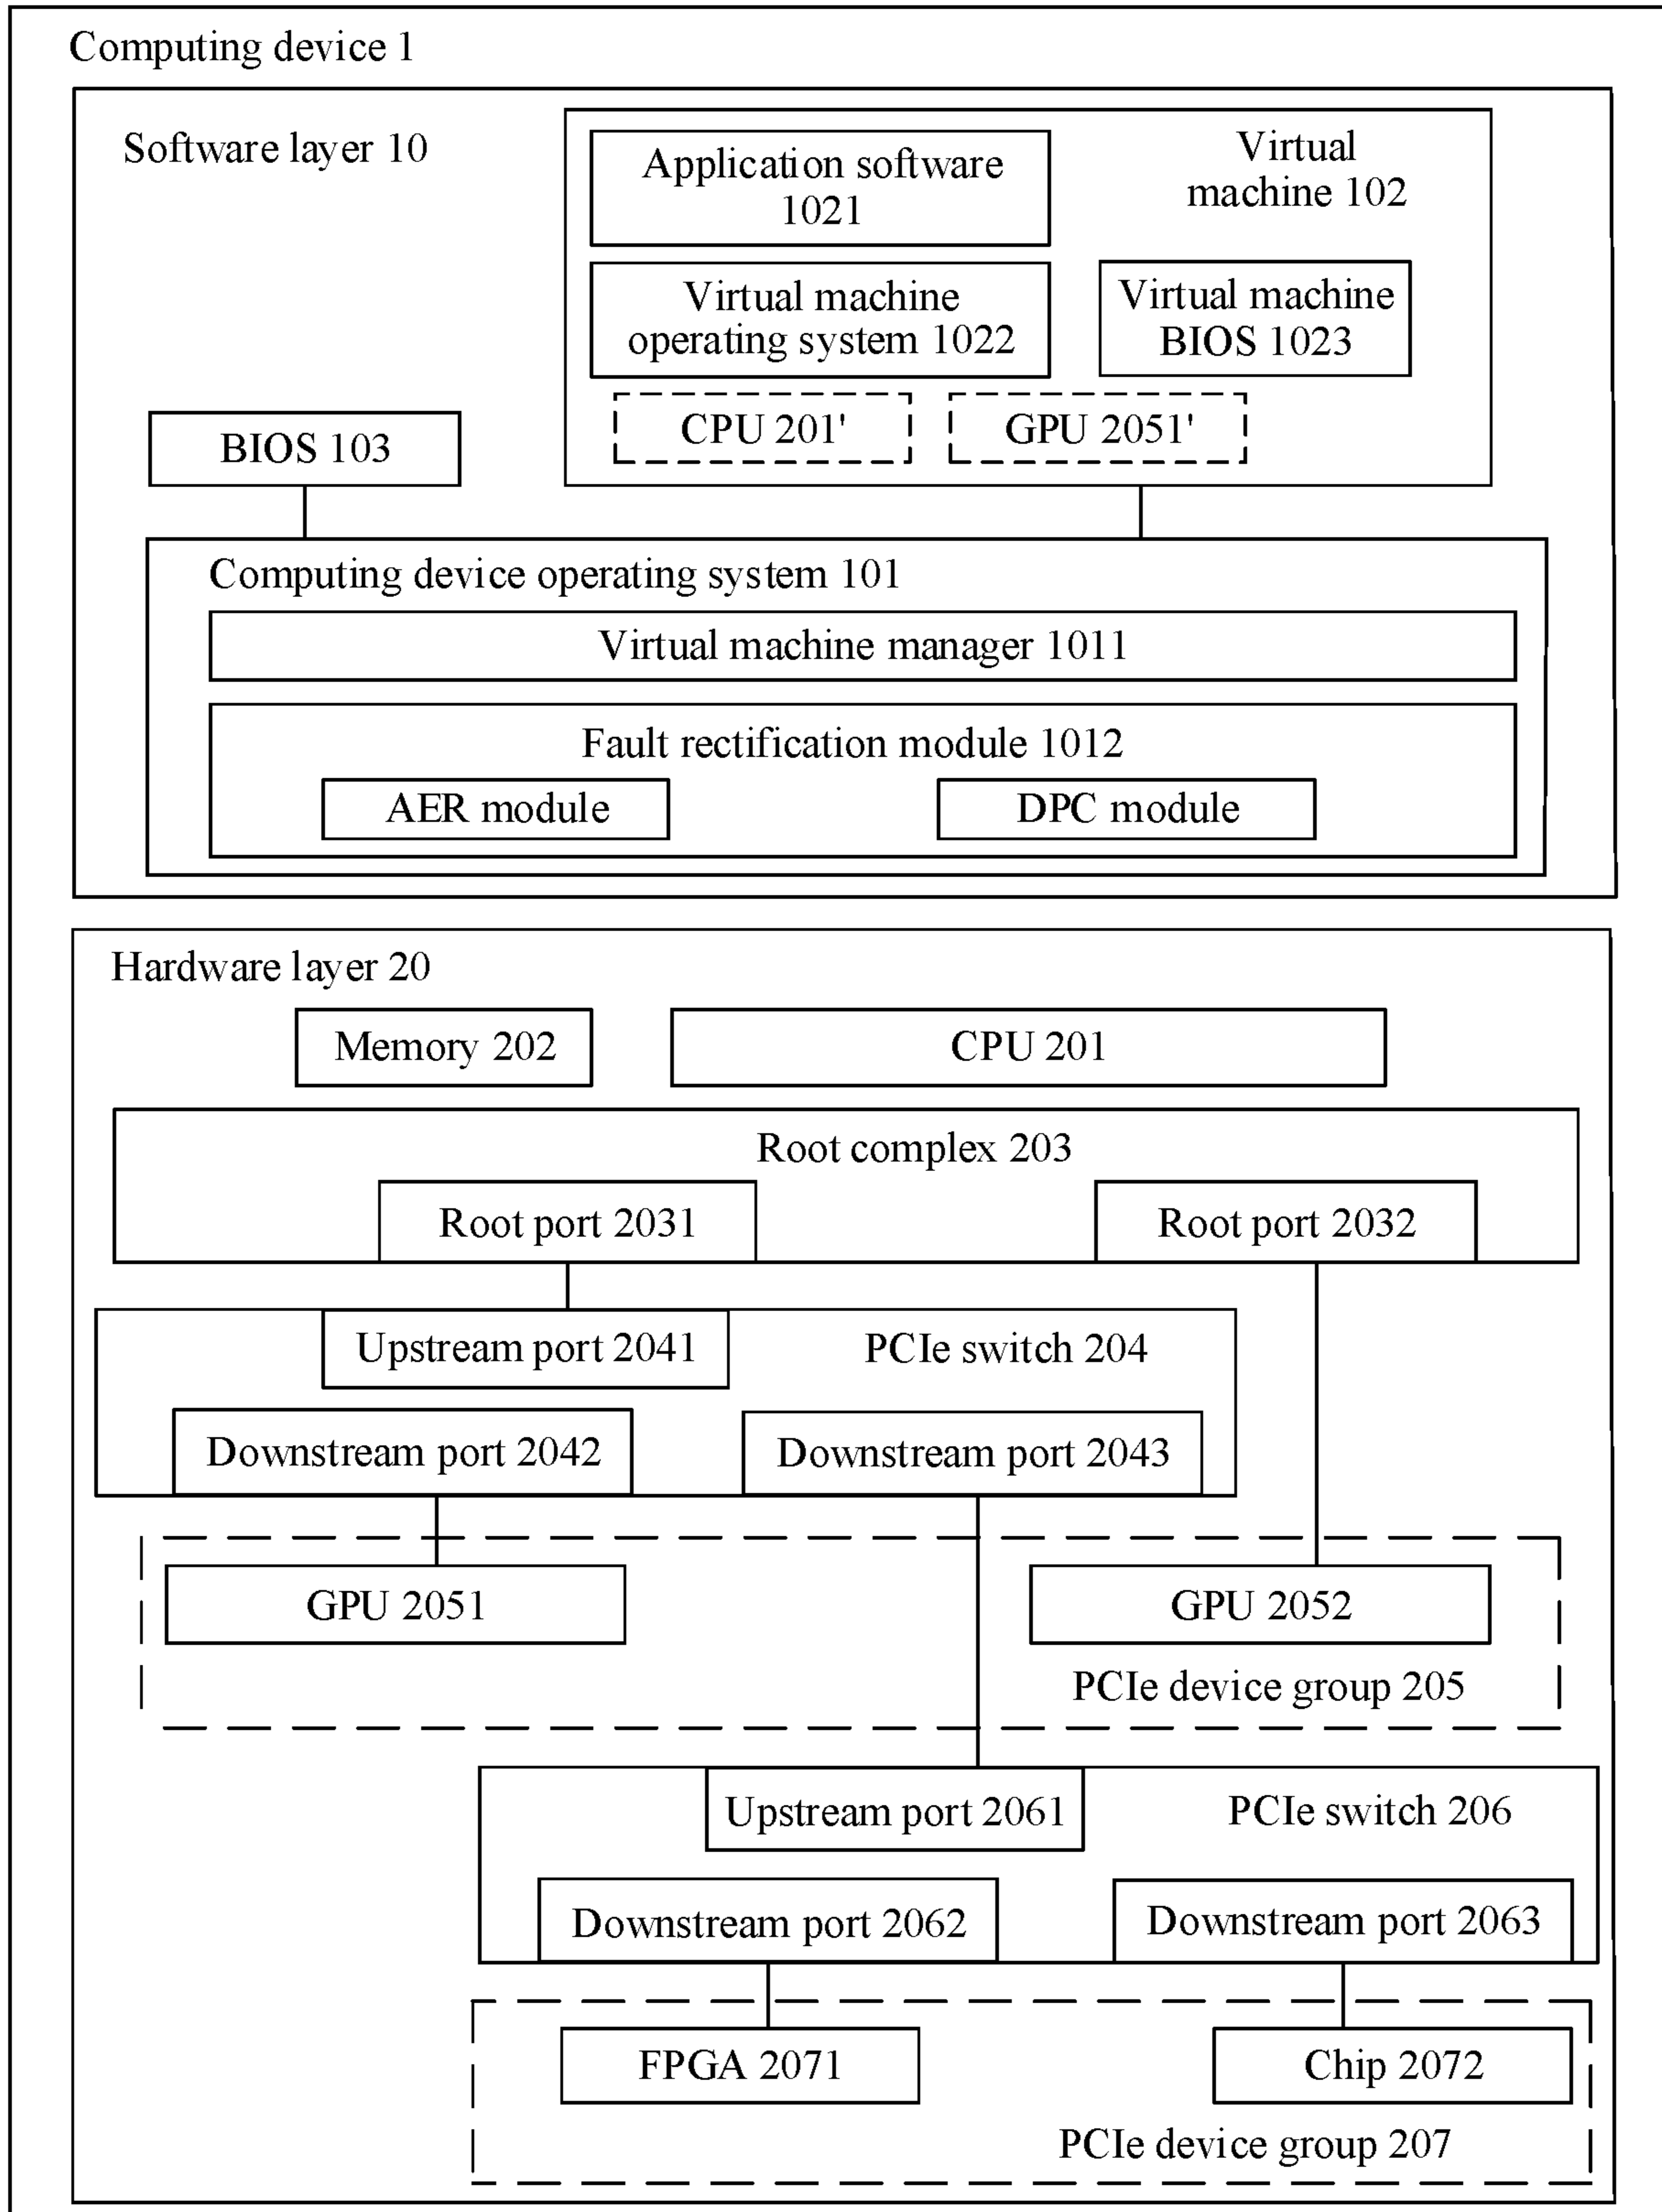 Computing device 1
Software layer 10
Application software
1021
Virtual
machine 102
Virtual machine
operating system 1022
Virtual machine
BIOS 1023
CPU 201'
GPU 2051'
BIOS 103
Computing device operating system 101
Virtual machine manager 1011
Fault rectification module 1012
AER module
DPC module
Hardware layer 20
Memory 202
CPU 201
Root complex 203
Root port 2031
Root port 2032
Upstream port 2041
PCIe switch 204
Downstream port 2042
Downstream port 2043
GPU 2051
GPU 2052
PCIe device group 205
Upstream port 2061
PCIe switch 206
Downstream port 2062
Downstream port 2063
FPGA 2071
Chip 2072
PCIe device group 207